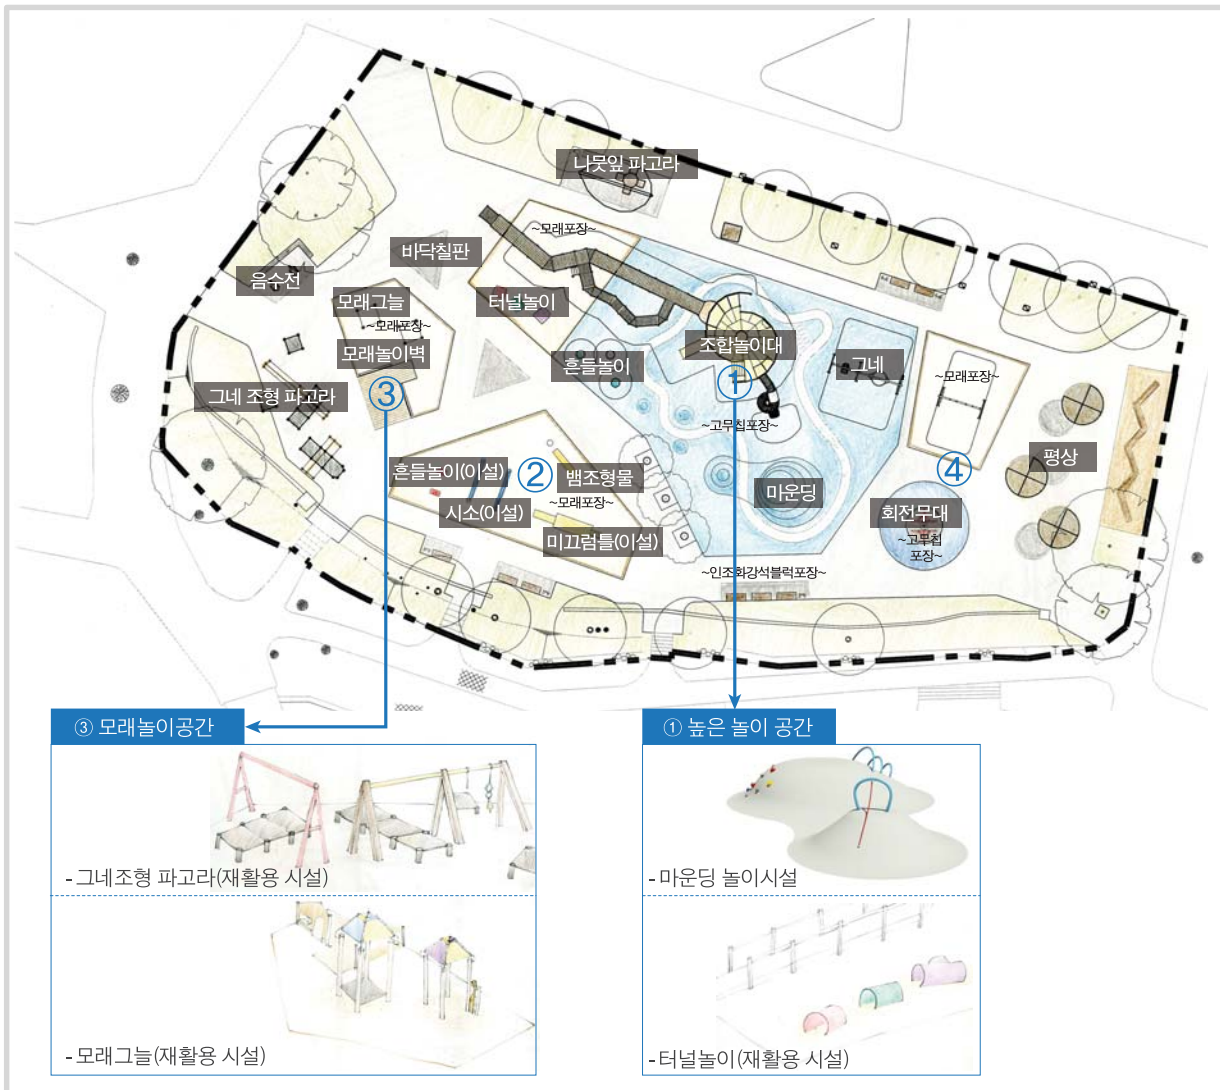 나뭇잎 파고라
~모래포장~
바닥칠판
음수전
모래그늘
~모래포장~
터널놀이
모래놀이벽
조합놀이대
흔들놀이
그네
~모래포장~
①
③
그네 조형 파고라
~고무칩포장~
평상
④
흔들놀이(이설)
②
뱀조형물
마운딩
~모래포장~
시소(이설)
회전무대
미끄럼틀(이설)
~고무칩
포장~
~인조화강석블럭포장~
③ 모래놀이공간
- 그네조형 파고라(재활용 시설)
- 모래그늘(재활용 시설)
① 높은 놀이 공간
- 마운딩 놀이시설
- 터널놀이(재활용 시설)